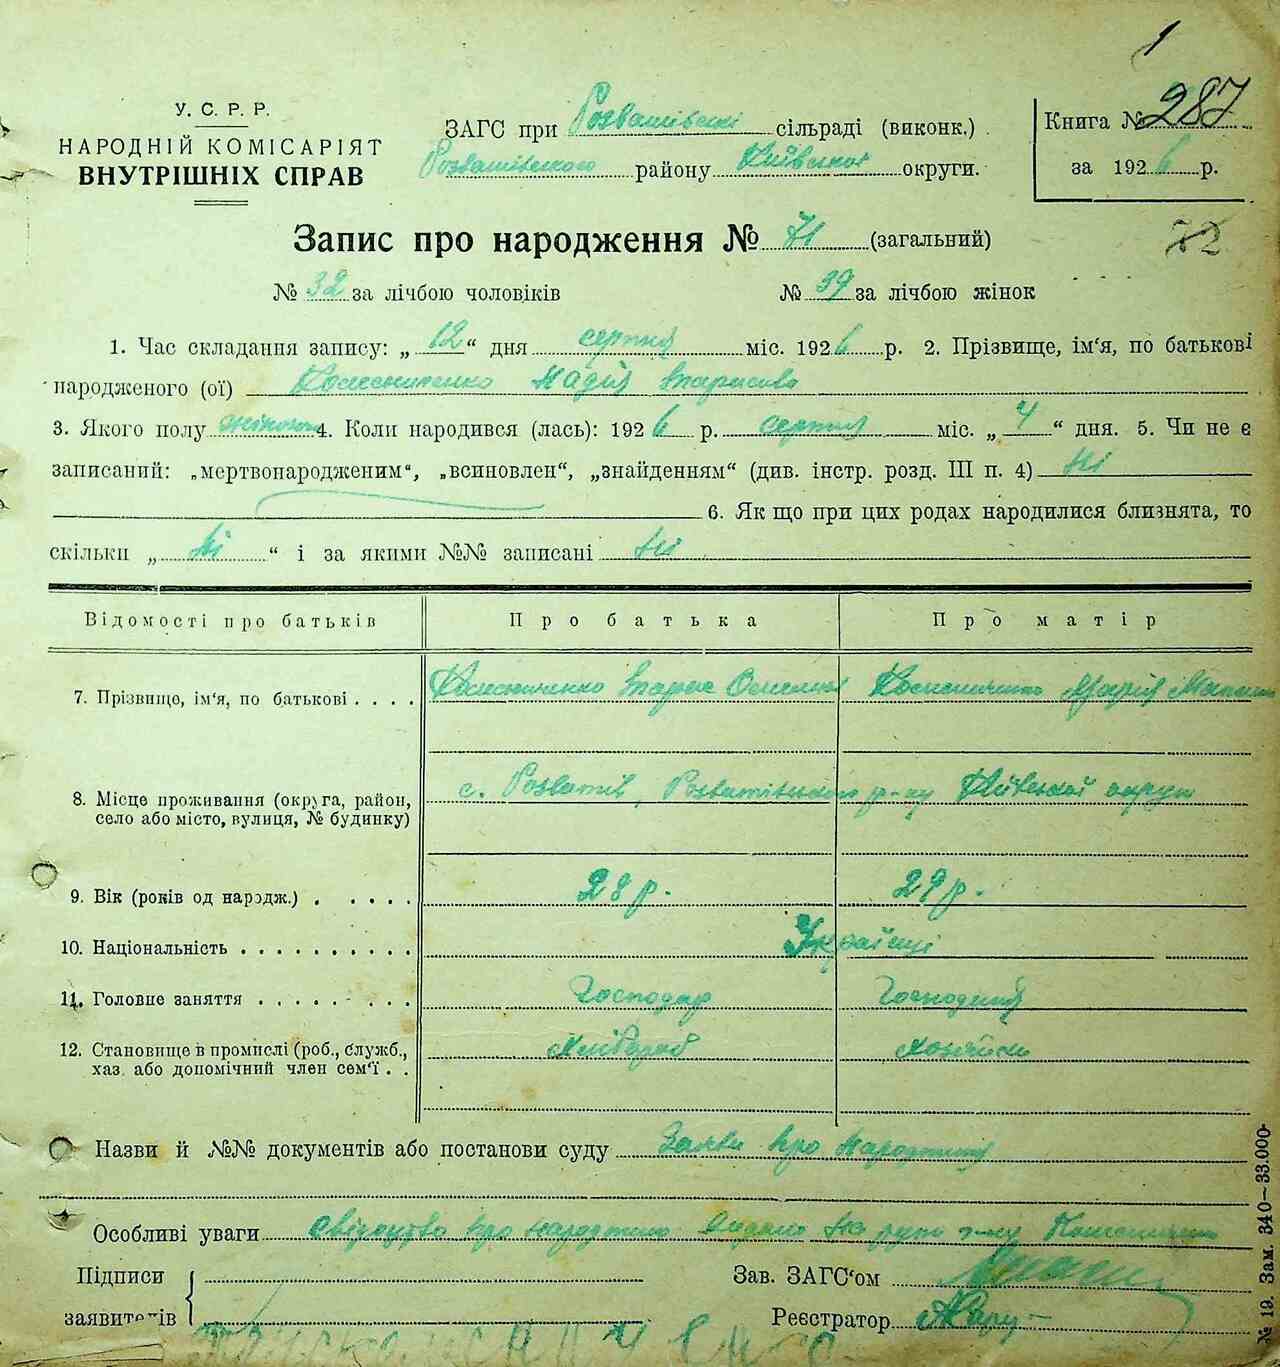 1
У. С. Р. Р.
НАРОДНІЙ КОМІСАРІЯТ
ВНУТРІШНІХ СПРАВ
ЗАГС при Розважівські сільраді (виконк.)
Розважівського району Київської округи.
Книга № 287
за 1926 р.
Запис про народження № 71 (загальний)
72
№ 32 за лічбою чоловіків № 39 за лічбою жінок
1. Час складання запису: „12“ дня серпня міс. 1926 р. 2. Прізвище, ім‘я, по батькові
народженого (ої) Колесниченко Надія Тарасова
3. Якого полу жіночого 4. Коли народився (лась): 1926 р. серпня міс. „4“ дня. 5. Чи не є
записаний: „мертвонародженим“, „всиновлен“, „знайденням“ (див. інстр. розд. III п. 4) ні
6. Як що при цих родах народилися близнята, то
скільки „ні“ і за якими №№ записані ні
Відомості про батьків Про батька Про матір
7. Прізвище, ім‘я, по батькові . . . . Колесниченко Тарас Колесниченко Марія
8. Місце проживання (округа, район, с. Розважів, Розважівського р-ну Київської округи
село або місто, вулиця, № будинку)
9. Вік (років од народж.) . . . . . 28 р. 29 р.
10. Національність . . . . . . . . . . Українці
11. Головне заняття . . . . . . . . . Господар Господиня
12. Становище в промислі (роб., служб., Хлібороб хозяйська
хаз. або допомічний член сем‘ї . .
Назви й №№ документів або постанови суду Заява про народження
Особливі уваги Свідоцтво про народження видано на руки
Підписи Зав. ЗАГС‘ом
заявителів Реєстратор
№ 19. Зам. 340—33.000